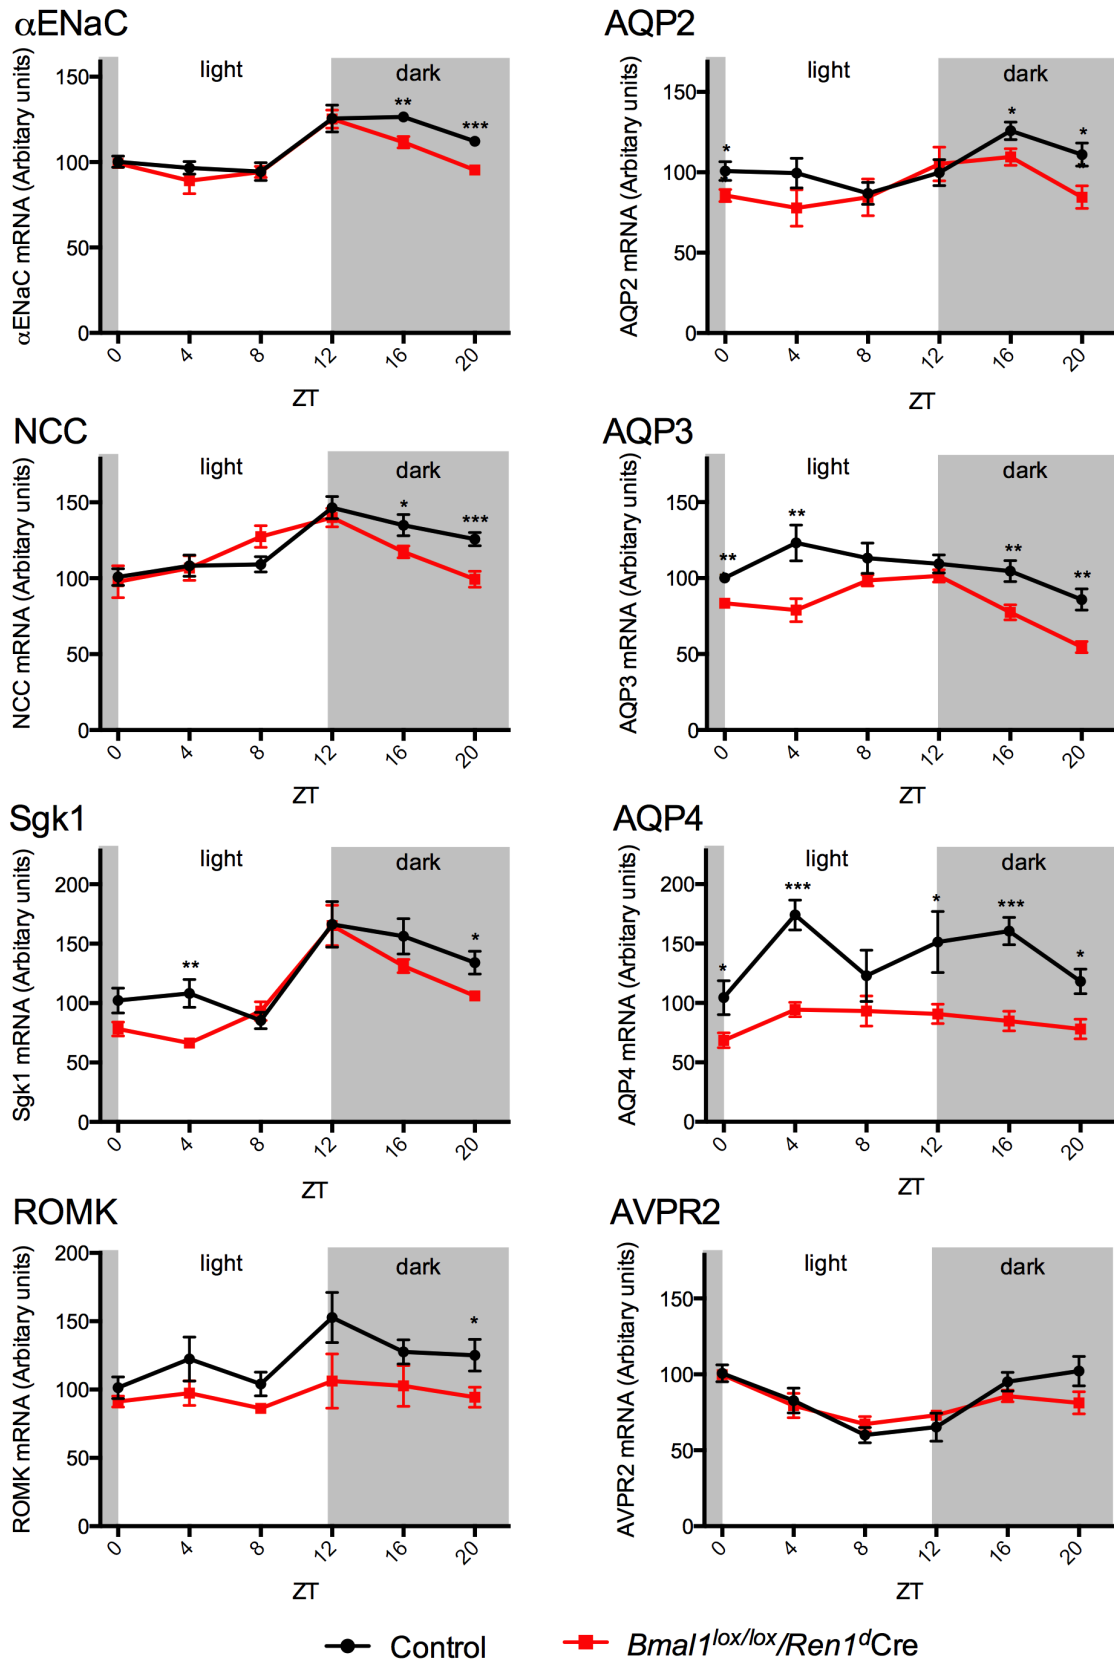 αENaC
αENaC mRNA (Arbitary units)
light
dark
150
100
50
0
**
***
0 4 8 12 16 20
ZT
AQP2
AQP2 mRNA (Arbitary units)
light
dark
150
100
50
0
*
*
*
0 4 8 12 16 20
ZT
NCC
NCC mRNA (Arbitary units)
light
dark
150
100
50
0
*
***
0 4 8 12 16 20
ZT
AQP3
AQP3 mRNA (Arbitary units)
light
dark
150
100
50
0
**
**
**
**
0 4 8 12 16 20
ZT
Sgk1
Sgk1 mRNA (Arbitary units)
light
dark
200
150
100
50
0
**
*
0 4 8 12 16 20
ZT
AQP4
AQP4 mRNA (Arbitary units)
light
dark
200
150
100
50
0
*
***
*
***
*
0 4 8 12 16 20
ZT
ROMK
ROMK mRNA (Arbitary units)
light
dark
200
150
100
50
0
*
0 4 8 12 16 20
ZT
AVPR2
AVPR2 mRNA (Arbitary units)
light
dark
150
100
50
0
0 4 8 12 16 20
ZT
Control
Bmal1lox/lox/Ren1dCre